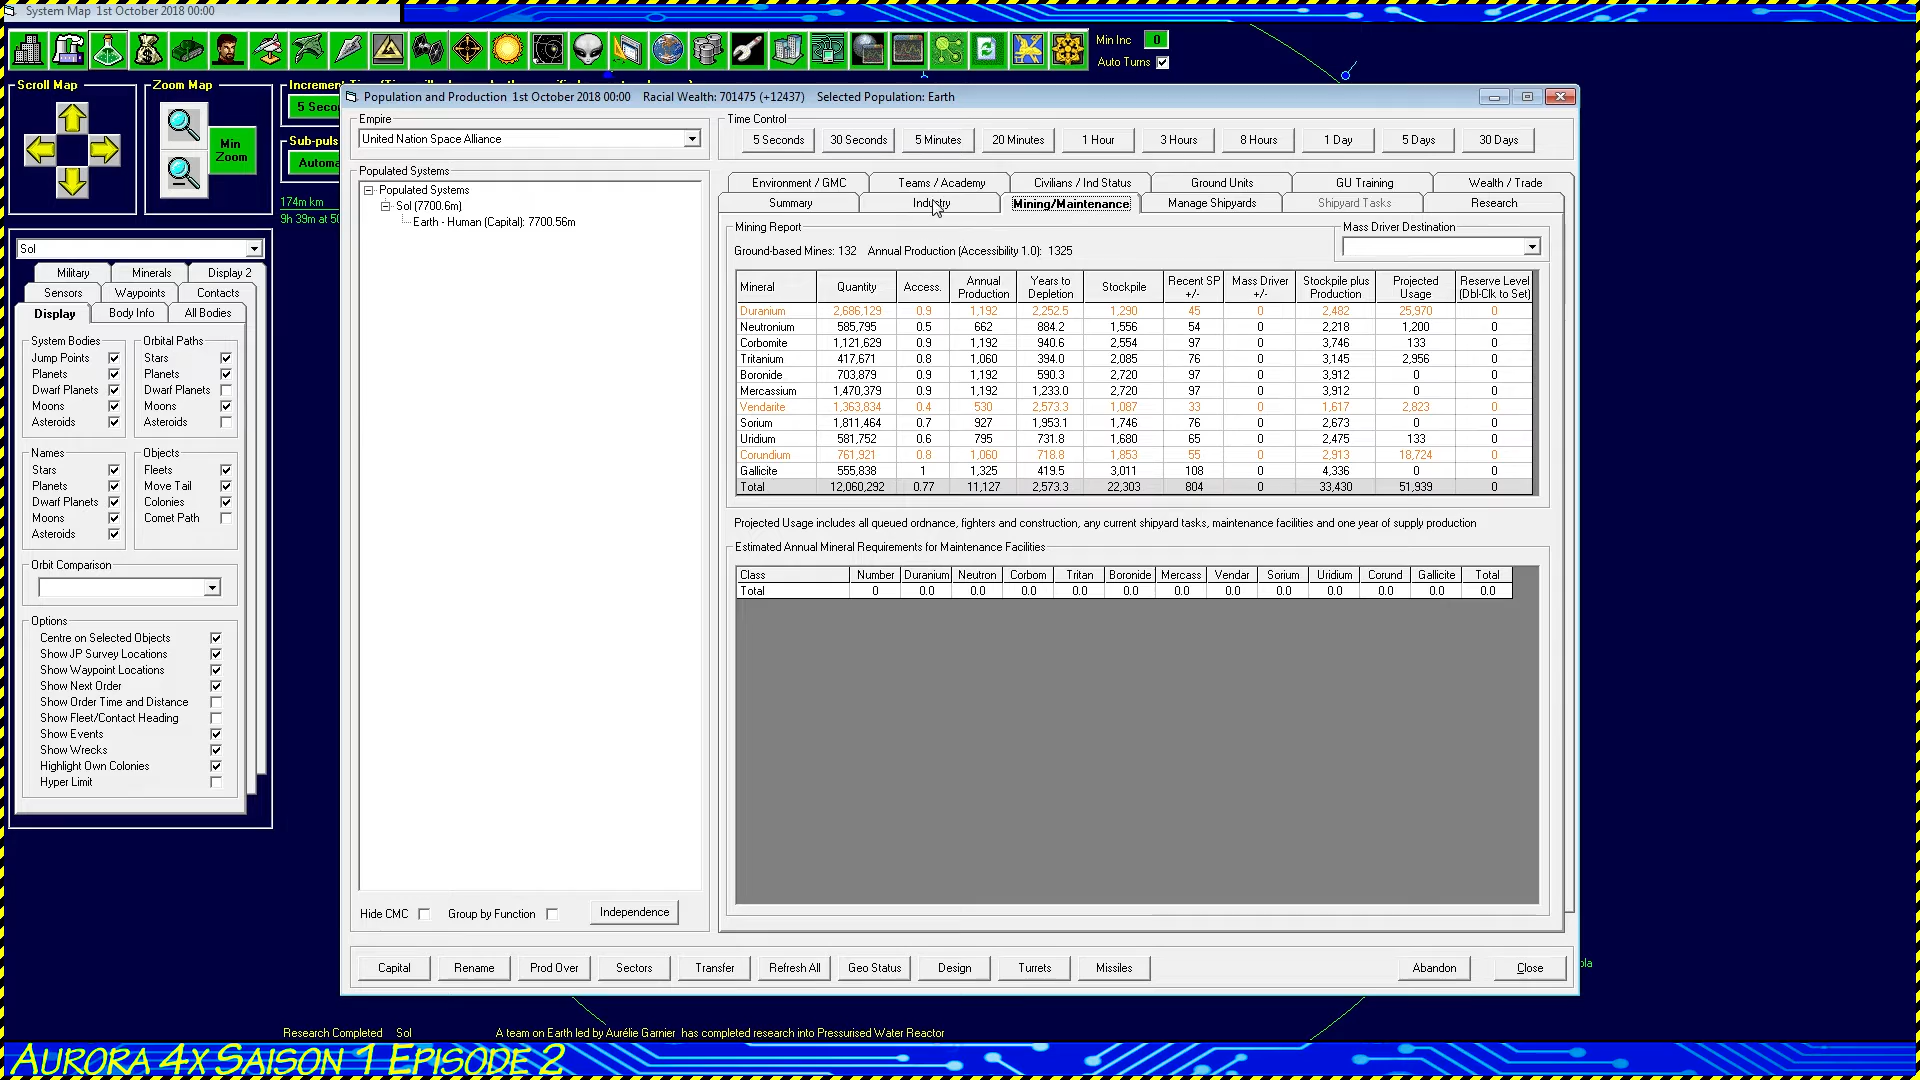 System Map 1st October 2018 00:00
Min Inc 0
Auto Turns
Scroll Map
Zoom Map
Min Zoom
5 Seco
Sub-puls
Automa
174m km
9h 39m at 50
Sol
Military Minerals Display 2
Sensors Waypoints Contacts
Display Body Info All Bodies
System Bodies
Jump Points
Planets
Dwarf Planets
Moons
Asteroids
Orbital Paths
Stars
Planets
Dwarf Planets
Moons
Asteroids
Names
Stars
Planets
Dwarf Planets
Moons
Asteroids
Objects
Fleets
Move Tail
Colonies
Comet Path
Orbit Comparison
Options
Centre on Selected Objects
Show JP Survey Locations
Show Waypoint Locations
Show Next Order
Show Order Time and Distance
Show Fleet/Contact Heading
Show Events
Show Wrecks
Highlight Own Colonies
Hyper Limit
Population and Production 1st October 2018 00:00 Racial Wealth: 701475 (+12437) Selected Population: Earth
Empire
United Nation Space Alliance
Time Control
5 Seconds 30 Seconds 5 Minutes 20 Minutes 1 Hour 3 Hours 8 Hours 1 Day 5 Days 30 Days
Populated Systems
Populated Systems
Sol (7700.6m)
Earth - Human (Capital): 7700.56m
Environment / GMC Teams / Academy Civilians / Ind Status Ground Units GU Training Wealth / Trade
Summary Industry Mining/Maintenance Manage Shipyards Shipyard Tasks Research
Mining Report
Mass Driver Destination
Ground-based Mines: 132 Annual Production (Accessibility 1.0): 1325
Mineral Quantity Access. Annual Production Years to Depletion Stockpile Recent SP +/- Mass Driver +/- Stockpile plus Production Projected Usage Reserve Level (Dbl-Clk to Set)
Duranium 2,686,129 0.9 1,192 2,252.5 1,290 45 0 2,482 25,970 0
Neutronium 585,795 0.5 662 884.2 1,556 54 0 2,218 1,200 0
Corbomite 1,121,629 0.9 1,192 940.6 2,554 97 0 3,746 133 0
Tritanium 417,671 0.8 1,060 394.0 2,085 76 0 3,145 2,956 0
Boronide 703,879 0.9 1,192 590.3 2,720 97 0 3,912 0 0
Mercassium 1,470,379 0.9 1,192 1,233.0 2,720 97 0 3,912 0 0
Vendarite 1,363,834 0.4 530 2,573.3 1,087 33 0 1,617 2,823 0
Sorium 1,811,464 0.7 927 1,953.1 1,746 76 0 2,673 0 0
Uridium 581,752 0.6 795 731.8 1,680 65 0 2,475 133 0
Corundium 761,921 0.8 1,060 718.8 1,853 55 0 2,913 18,724 0
Gallicite 555,838 1 1,325 419.5 3,011 108 0 4,336 0 0
Total 12,060,292 0.77 11,127 2,573.3 22,303 804 0 33,430 51,939 0
Projected Usage includes all queued ordnance, fighters and construction, any current shipyard tasks, maintenance facilities and one year of supply production
Estimated Annual Mineral Requirements for Maintenance Facilities
Class Number Duranium Neutron Corbom Tritan Boronide Mercass Vendar Sorium Uridium Corund Gallicite Total
Total 0 0.0 0.0 0.0 0.0 0.0 0.0 0.0 0.0 0.0 0.0 0.0 0.0
Hide CMC Group by Function Independence
Capital Rename Prod Over Sectors Transfer Refresh All Geo Status Design Turrets Missiles Abandon Close
Research Completed Sol A team on Earth led by Aurélie Garnier has completed research into Pressurised Water Reactor
Aurora 4x Saison 1 Episode 2